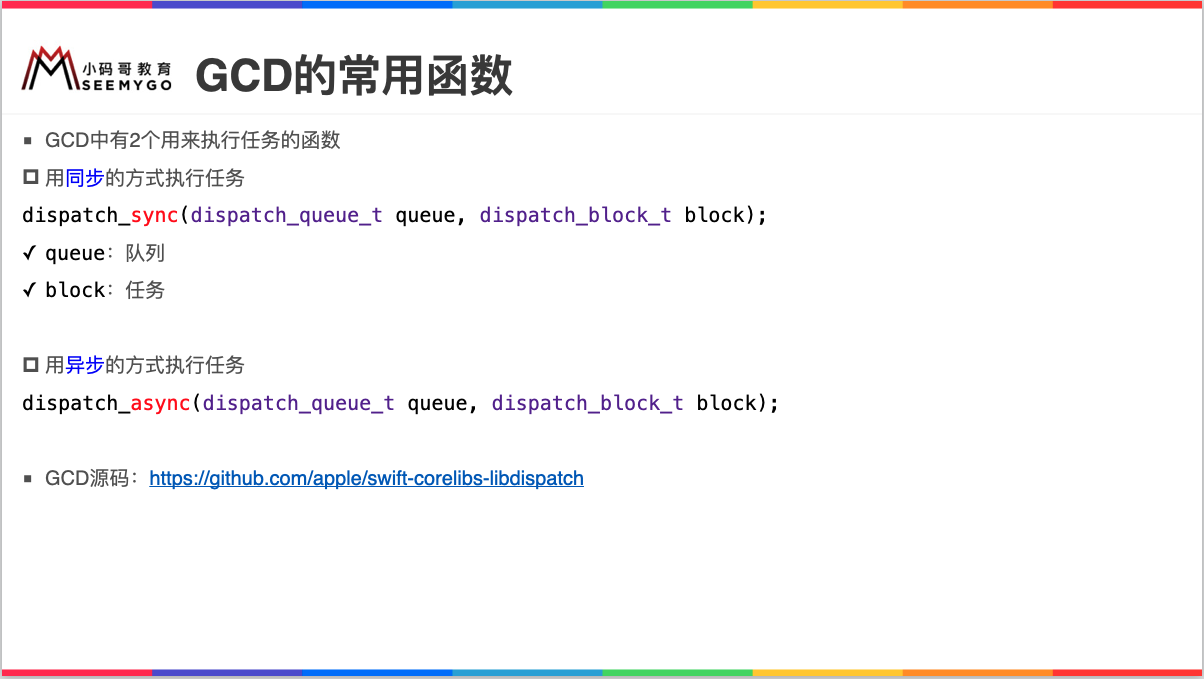 小码哥教育
SEEMYGO
GCD的常用函数
GCD中有2个用来执行任务的函数
用同步的方式执行任务
dispatch_sync(dispatch_queue_t queue, dispatch_block_t block);
queue：队列
block：任务
用异步的方式执行任务
dispatch_async(dispatch_queue_t queue, dispatch_block_t block);
GCD源码：https://github.com/apple/swift-corelibs-libdispatch